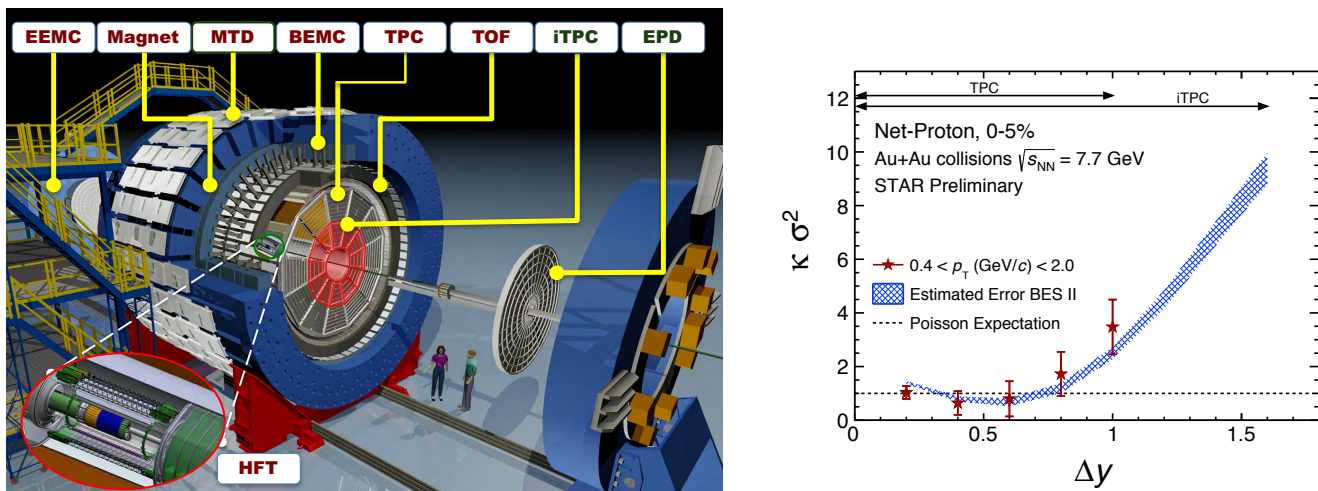 EEMC Magnet MTD BEMC TPC TOF iTPC EPD
HFT
TPC
iTPC
Net-Proton, 0-5%
Au+Au collisions √sNN = 7.7 GeV
STAR Preliminary
0.4 < pT (GeV/c) < 2.0
Estimated Error BES II
Poisson Expectation
κ σ²
12
10
8
6
4
2
0
0 0.5 1 1.5
Δy